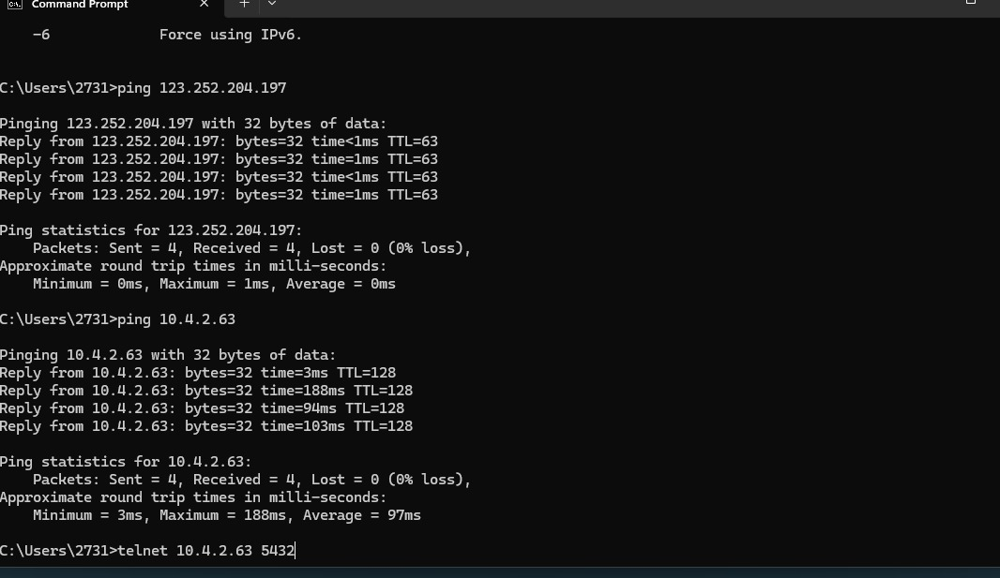 Command Prompt
-6 Force using IPv6.
C:\Users\2731>ping 123.252.204.197
Pinging 123.252.204.197 with 32 bytes of data:
Reply from 123.252.204.197: bytes=32 time<1ms TTL=63
Reply from 123.252.204.197: bytes=32 time=1ms TTL=63
Reply from 123.252.204.197: bytes=32 time<1ms TTL=63
Reply from 123.252.204.197: bytes=32 time=1ms TTL=63
Ping statistics for 123.252.204.197:
Packets: Sent = 4, Received = 4, Lost = 0 (0% loss),
Approximate round trip times in milli-seconds:
Minimum = 0ms, Maximum = 1ms, Average = 0ms
C:\Users\2731>ping 10.4.2.63
Pinging 10.4.2.63 with 32 bytes of data:
Reply from 10.4.2.63: bytes=32 time=3ms TTL=128
Reply from 10.4.2.63: bytes=32 time=188ms TTL=128
Reply from 10.4.2.63: bytes=32 time=94ms TTL=128
Reply from 10.4.2.63: bytes=32 time=103ms TTL=128
Ping statistics for 10.4.2.63:
Packets: Sent = 4, Received = 4, Lost = 0 (0% loss),
Approximate round trip times in milli-seconds:
Minimum = 3ms, Maximum = 188ms, Average = 97ms
C:\Users\2731>telnet 10.4.2.63 5432